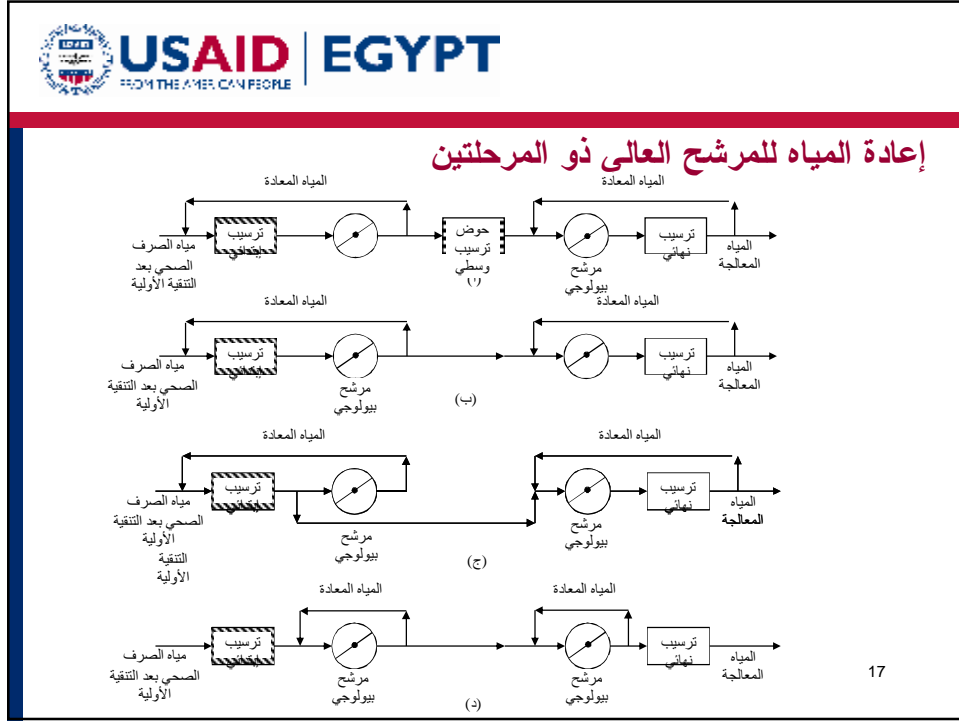 USAID | EGYPT
FROM THE AMERICAN PEOPLE
إعادة المياه للمرشح العالى ذو المرحلتين
المياه المعادة
المياه المعادة
مياه الصرف
الصحي بعد
التنقية الأولية
ترسيب
إبتدائي
حوض
ترسيب
وسطي
(أ)
مرشح
بيولوجي
ترسيب
نهائي
المياه
المعالجة
المياه المعادة
المياه المعادة
مياه الصرف
الصحي بعد التنقية
الأولية
ترسيب
إبتدائي
مرشح
بيولوجي
(ب)
ترسيب
نهائي
المياه
المعالجة
المياه المعادة
المياه المعادة
مياه الصرف
الصحي بعد التنقية
الأولية
التنقية
الأولية
ترسيب
إبتدائي
مرشح
بيولوجي
(ج)
مرشح
بيولوجي
ترسيب
نهائي
المياه
المعالجة
المياه المعادة
المياه المعادة
مياه الصرف
الصحي بعد التنقية
الأولية
ترسيب
إبتدائي
مرشح
بيولوجي
(د)
مرشح
بيولوجي
ترسيب
نهائي
المياه
المعالجة
17